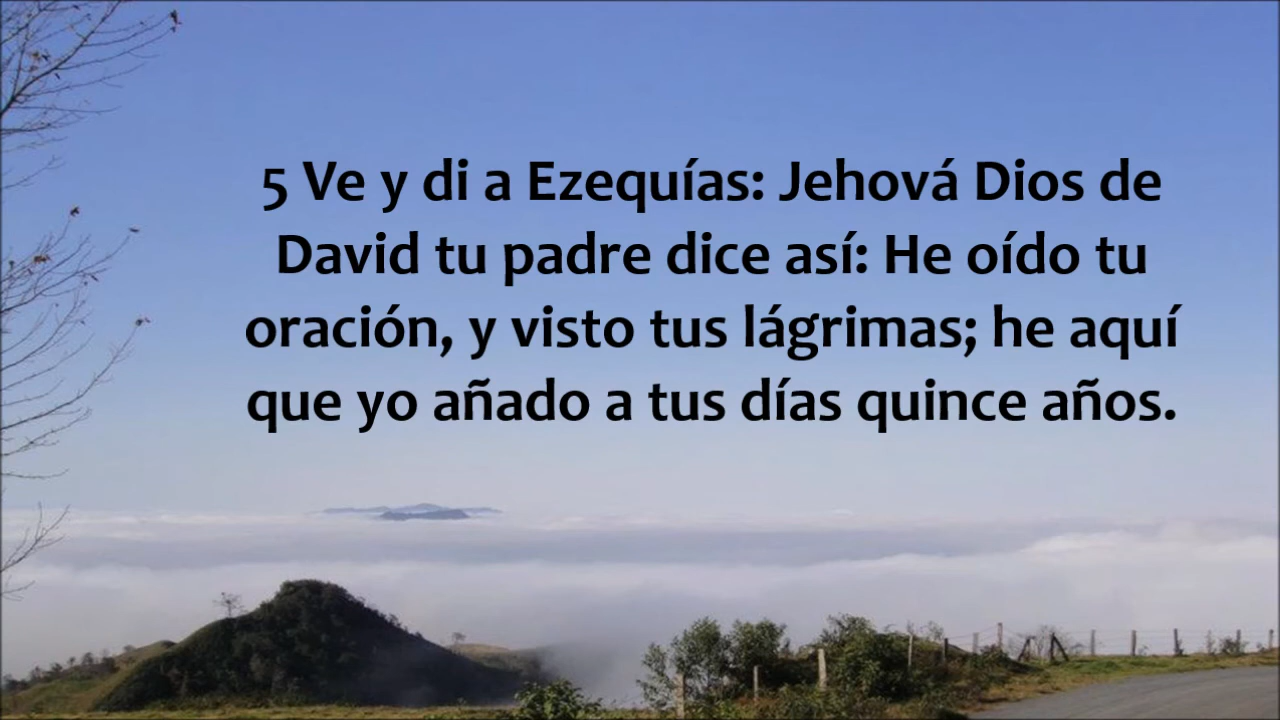 5 Ve y di a Ezequías: Jehová Dios de
David tu padre dice así: He oído tu
oración, y visto tus lágrimas; he aquí
que yo añado a tus días quince años.